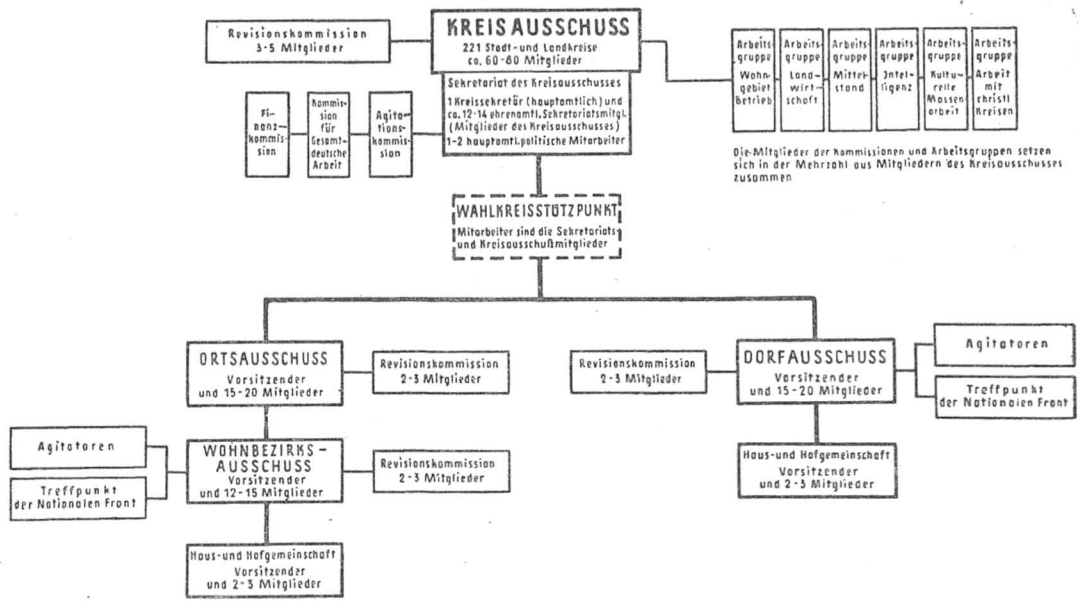 KREISAUSSCHUSS
221 Stadt-und Landkreise
ca. 60-80 Mitglieder
Revisionskommission
3-5 Mitglieder
Sekretariat des Kreisausschusses
1 Kreissekretär (hauptamtlich) und
ca. 12-14 ehrenamtl. Sekretariatsmitgl.
(Mitglieder des Kreisausschusses)
1-2 hauptamtl. politische Mitarbeiter
Fi-
nanz-
kommis-
sion
Kommis-
sion
für
Gesamt-
deutsche
Arbeit
Agita-
tions-
kommis-
sion
Arbeits-
gruppe
Wohn-
gebiet
Betrieb
Arbeits-
gruppe
Land-
wirt-
schaft
Arbeits-
gruppe
Mittel-
stand
Arbeits-
gruppe
Intel-
ligenz
Arbeits-
gruppe
Kultu-
relle
Massen-
arbeit
Arbeits-
gruppe
Arbeit
mit
christl.
Kreisen
Die Mitglieder der Kommissionen und Arbeitsgruppen setzen
sich in der Mehrzahl aus Mitgliedern des Kreisausschusses
zusammen
WAHLKREISSTÜTZPUNKT
Mitarbeiter sind die Sekretariats-
und Kreisausschußmitglieder
ORTSAUSSCHUSS
Vorsitzender
und 15-20 Mitglieder
Revisionskommission
2-3 Mitglieder
Revisionskommission
2-3 Mitglieder
DORFAUSSCHUSS
Vorsitzender
und 15-20 Mitglieder
Agitatoren
Treffpunkt
der Nationalen Front
Agitatoren
Treffpunkt
der Nationalen Front
WOHNBEZIRKS-
AUSSCHUSS
Vorsitzender
und 12-15 Mitglieder
Revisionskommission
2-3 Mitglieder
Haus-und Hofgemeinschaft
Vorsitzender
und 2-3 Mitglieder
Haus-und Hofgemeinschaft
Vorsitzender
und 2-3 Mitglieder